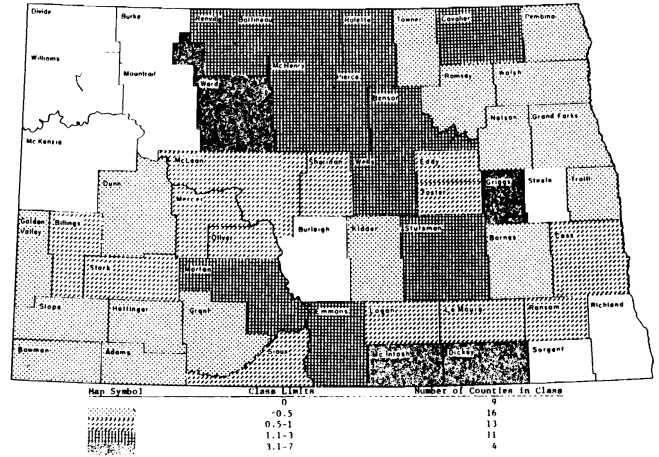 Divide
Burke
Renville
Bottineau
Rolette
Towner
Cavalier
Pembina
Williams
Mountrail
Ward
McHenry
Pierce
Benson
Ramsey
Walsh
Nelson
Grand Forks
Mc Kenzie
McLean
Sheridan
Wells
Eddy
Foster
Griggs
Steele
Traill
Dunn
Mercer
Oliver
Golden
Valley
Billings
Burleigh
Kidder
Stutsman
Barnes
Cass
Stark
Morton
Slope
Hettinger
Grant
Emmons
Logan
La Moure
Ransom
Richland
Bowman
Adams
Sioux
Mc Intosh
Dickey
Sargent
Map Symbol Class Limits Number of Counties in Class
0 9
<0.5 16
0.5-1 13
1.1-3 11
3.1-7 4